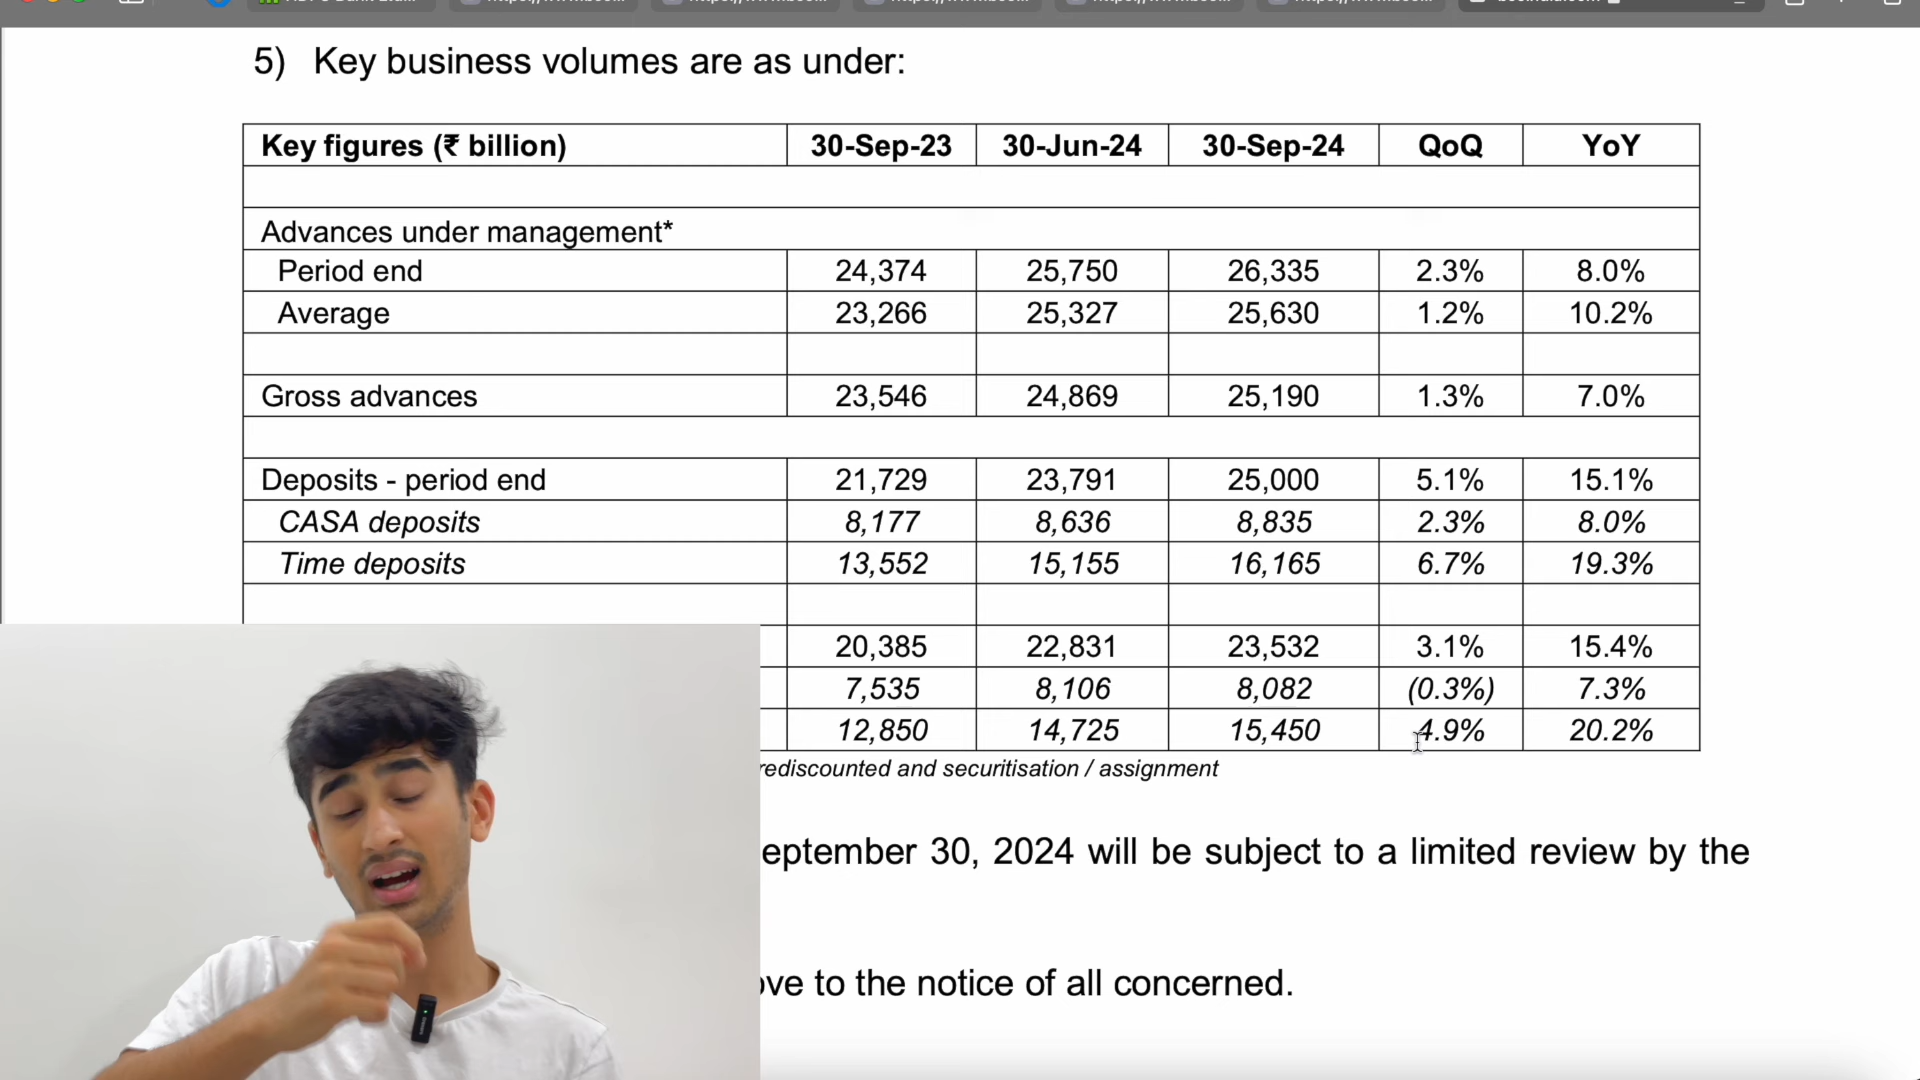 5) Key business volumes are as under:
Key figures (₹ billion) 30-Sep-23 30-Jun-24 30-Sep-24 QoQ YoY
Advances under management*
Period end 24,374 25,750 26,335 2.3% 8.0%
Average 23,266 25,327 25,630 1.2% 10.2%
Gross advances 23,546 24,869 25,190 1.3% 7.0%
Deposits - period end 21,729 23,791 25,000 5.1% 15.1%
CASA deposits 8,177 8,636 8,835 2.3% 8.0%
Time deposits 13,552 15,155 16,165 6.7% 19.3%
20,385 22,831 23,532 3.1% 15.4%
7,535 8,106 8,082 (0.3%) 7.3%
12,850 14,725 15,450 4.9% 20.2%
rediscounted and securitisation / assignment
eptember 30, 2024 will be subject to a limited review by the
ove to the notice of all concerned.